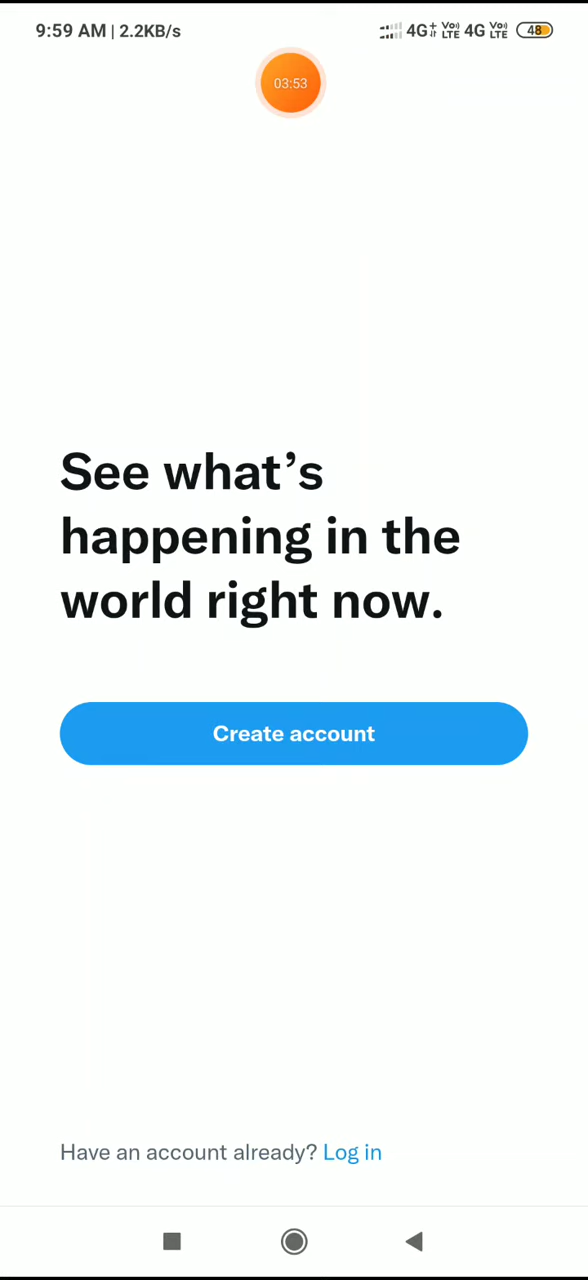 9:59 AM | 2.2KB/s 4G+ Vo) LTE 4G Vo) LTE 48
03:53
See what's
happening in the
world right now.
Create account
Have an account already? Log in